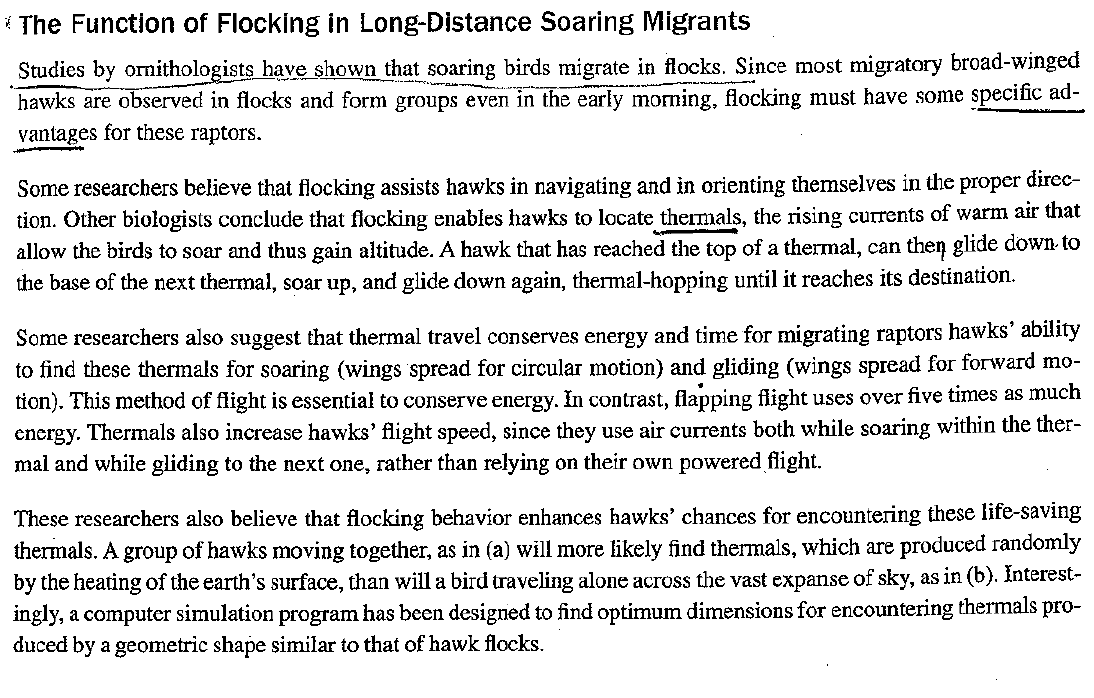 The Function of Flocking in Long-Distance Soaring Migrants
Studies by ornithologists have shown that soaring birds migrate in flocks. Since most migratory broad-winged
hawks are observed in flocks and form groups even in the early morning, flocking must have some specific ad-
vantages for these raptors.
Some researchers believe that flocking assists hawks in navigating and in orienting themselves in the proper direc-
tion. Other biologists conclude that flocking enables hawks to locate thermals, the rising currents of warm air that
allow the birds to soar and thus gain altitude. A hawk that has reached the top of a thermal, can then glide down to
the base of the next thermal, soar up, and glide down again, thermal-hopping until it reaches its destination.
Some researchers also suggest that thermal travel conserves energy and time for migrating raptors hawks' ability
to find these thermals for soaring (wings spread for circular motion) and gliding (wings spread for forward mo-
tion). This method of flight is essential to conserve energy. In contrast, flapping flight uses over five times as much
energy. Thermals also increase hawks' flight speed, since they use air currents both while soaring within the ther-
mal and while gliding to the next one, rather than relying on their own powered flight.
These researchers also believe that flocking behavior enhances hawks' chances for encountering these life-saving
thermals. A group of hawks moving together, as in (a) will more likely find thermals, which are produced randomly
by the heating of the earth's surface, than will a bird traveling alone across the vast expanse of sky, as in (b). Interest-
ingly, a computer simulation program has been designed to find optimum dimensions for encountering thermals pro-
duced by a geometric shape similar to that of hawk flocks.